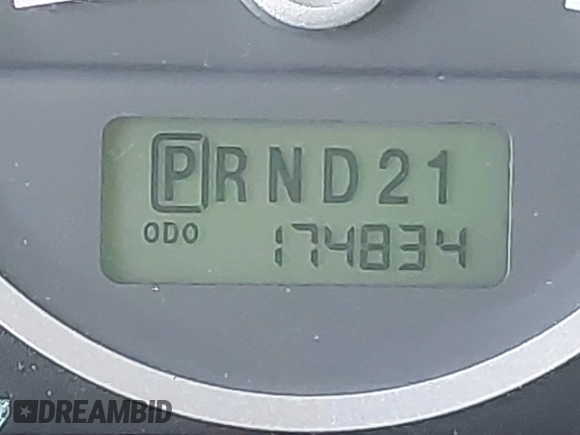 PRND21
ODO 174834
DREAMBID